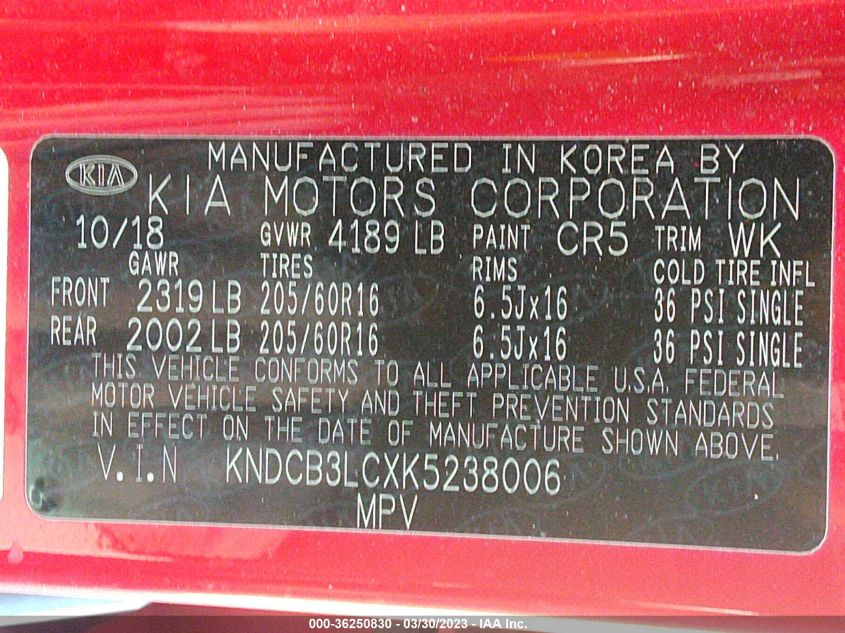 MANUFACTURED IN KOREA BY
KIA
KIA MOTORS CORPORATION
10/18 GVWR 4189 LB PAINT CR5 TRIM WK
GAWR TIRES RIMS COLD TIRE INFL
FRONT 2319 LB 205/60R16 6.5Jx16 36 PSI SINGLE
REAR 2002 LB 205/60R16 6.5Jx16 36 PSI SINGLE
THIS VEHICLE CONFORMS TO ALL APPLICABLE U.S.A. FEDERAL
MOTOR VEHICLE SAFETY AND THEFT PREVENTION STANDARDS
IN EFFECT ON THE DATE OF MANUFACTURE SHOWN ABOVE.
V.I.N KNDCB3LCXK5238006
MPV
000-36250830 - 03/30/2023 - IAA Inc.